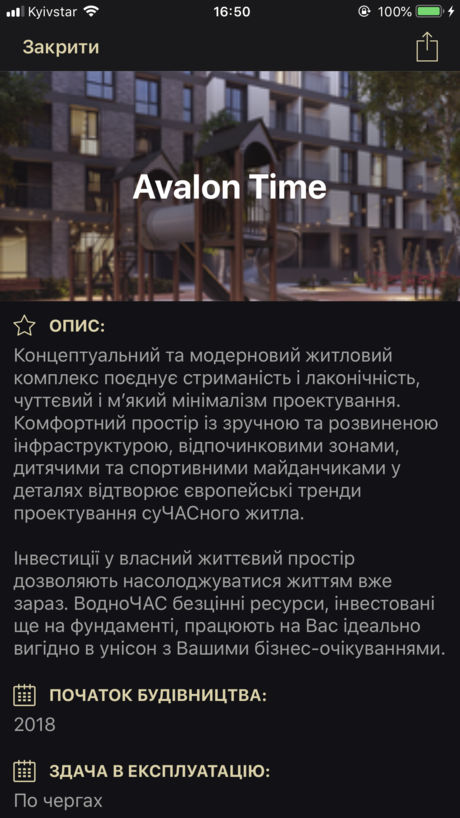 Kyivstar 16:50 100%
Закрити
Avalon Time
ОПИС:
Концептуальний та модерновий житловий
комплекс поєднує стриманість і лаконічність,
чуттєвий і м’який мінімалізм проектування.
Комфортний простір із зручною та розвиненою
інфраструктурою, відпочинковими зонами,
дитячими та спортивними майданчиками у
деталях відтворює європейські тренди
проектування суЧАСного житла.
Інвестиції у власний життєвий простір
дозволяють насолоджуватися життям вже
зараз. ВодноЧАС безцінні ресурси, інвестовані
ще на фундаменті, працюють на Вас ідеально
вигідно в унісон з Вашими бізнес-очікуваннями.
ПОЧАТОК БУДІВНИЦТВА:
2018
ЗДАЧА В ЕКСПЛУАТАЦІЮ:
По чергах